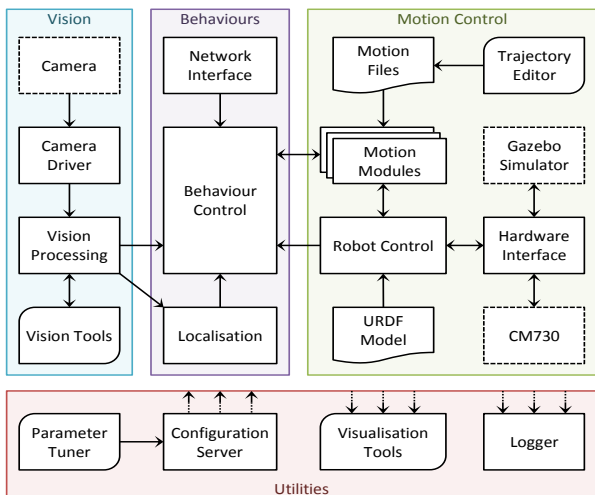 Vision
Camera
Camera
Driver
Vision
Processing
Vision Tools
Behaviours
Network
Interface
Behaviour
Control
Localisation
Motion Control
Motion
Files
Trajectory
Editor
Motion
Modules
Gazebo
Simulator
Robot Control
Hardware
Interface
URDF
Model
CM730
Parameter
Tuner
Configuration
Server
Visualisation
Tools
Logger
Utilities